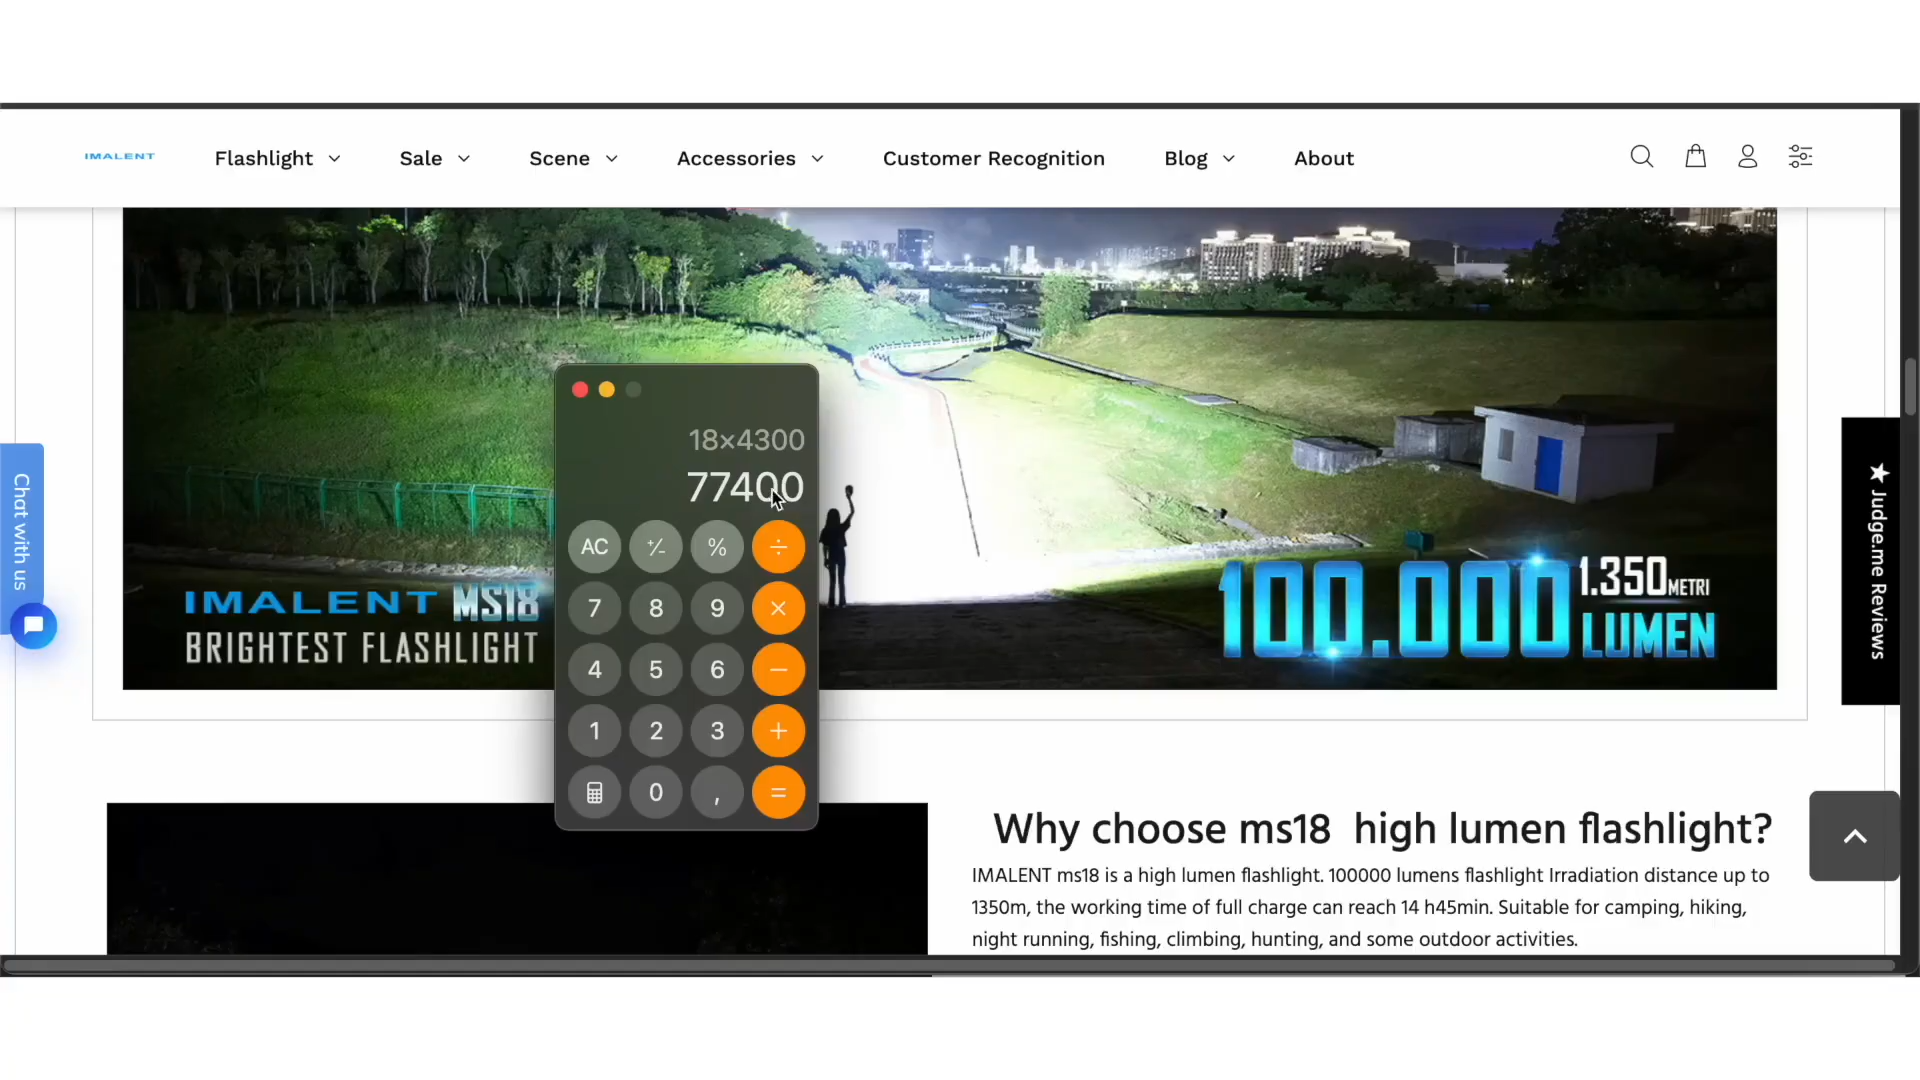 IMALENT
Flashlight
Sale
Scene
Accessories
Customer Recognition
Blog
About
18×4300
77400
AC
+/-
%
÷
7
8
9
×
4
5
6
−
1
2
3
+
0
,
=
IMALENT MS18
BRIGHTEST FLASHLIGHT
100.000
1.350METRI
LUMEN
Chat with us
★ Judge.me Reviews
Why choose ms18 high lumen flashlight?
IMALENT ms18 is a high lumen flashlight. 100000 lumens flashlight Irradiation distance up to
1350m, the working time of full charge can reach 14 h45min. Suitable for camping, hiking,
night running, fishing, climbing, hunting, and some outdoor activities.